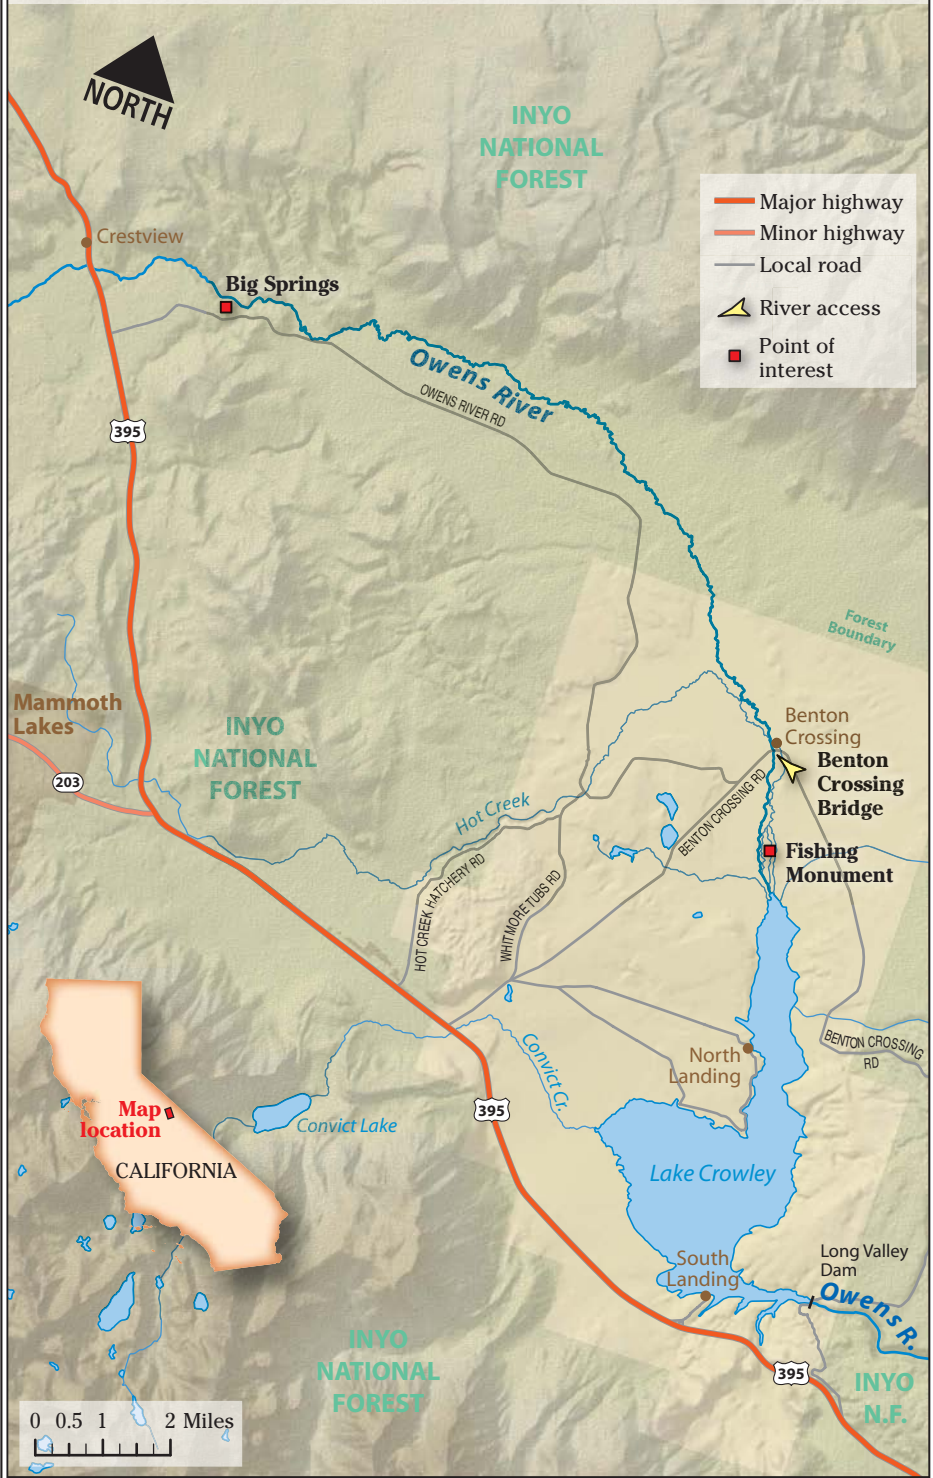 NORTH
INYO
NATIONAL
FOREST
Major highway
Minor highway
Local road
River access
Point of
interest
Crestview
Big Springs
Owens River
OWENS RIVER RD
395
Forest
Boundary
Mammoth
Lakes
203
INYO
NATIONAL
FOREST
Benton
Crossing
Benton
Crossing
Bridge
BENTON CROSSING RD
Hot Creek
Fishing
Monument
HOT CREEK HATCHERY RD
WHITMORE TUBS RD
Convict Cr.
North
Landing
BENTON CROSSING
RD
395
Map
location
CALIFORNIA
Convict Lake
Lake Crowley
South
Landing
Long Valley
Dam
Owens R.
INYO
NATIONAL
FOREST
395
INYO
N.F.
0 0.5 1 2 Miles